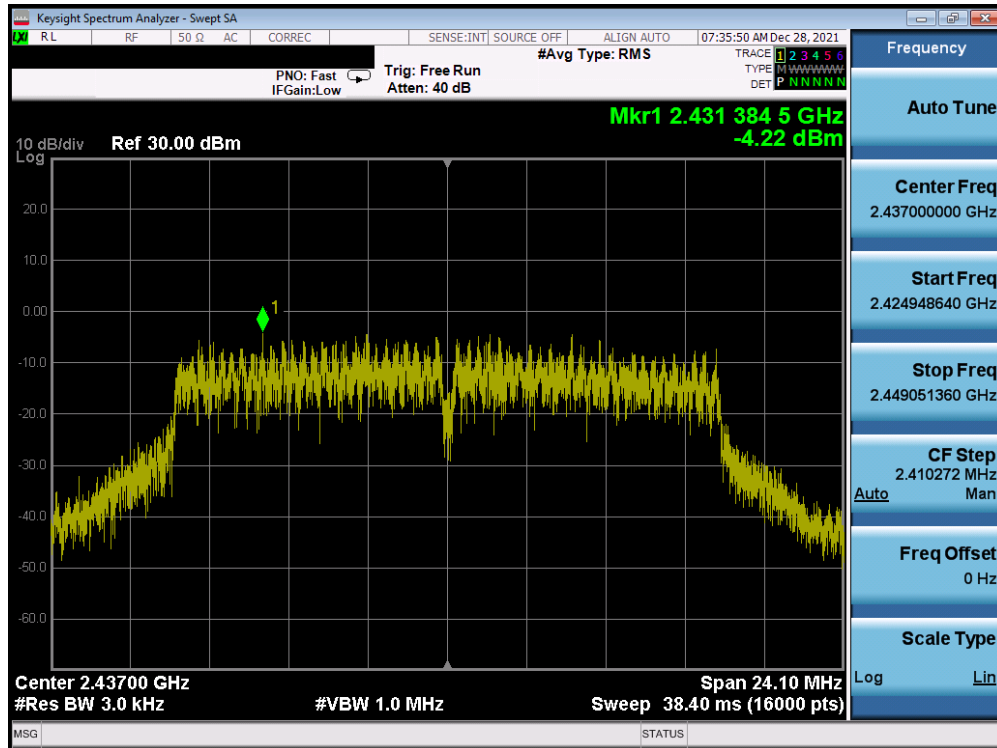 Keysight Spectrum Analyzer - Swept SA
LXI RL RF 50 Ω AC CORREC SENSE:INT SOURCE OFF ALIGN AUTO 07:35:50 AM Dec 28, 2021
PNO: Fast
IFGain:Low
Trig: Free Run
Atten: 40 dB
#Avg Type: RMS
TRACE 1 2 3 4 5 6
TYPE M W W W W W
DET P N N N N N
Mkr1 2.431 384 5 GHz
-4.22 dBm
10 dB/div Ref 30.00 dBm
Log
20.0
10.0
0.00
-10.0
-20.0
-30.0
-40.0
-50.0
-60.0
1
Center 2.43700 GHz Span 24.10 MHz
#Res BW 3.0 kHz #VBW 1.0 MHz Sweep 38.40 ms (16000 pts)
MSG STATUS
Frequency
Auto Tune
Center Freq
2.437000000 GHz
Start Freq
2.424948640 GHz
Stop Freq
2.449051360 GHz
CF Step
2.410272 MHz
Auto Man
Freq Offset
0 Hz
Scale Type
Log Lin